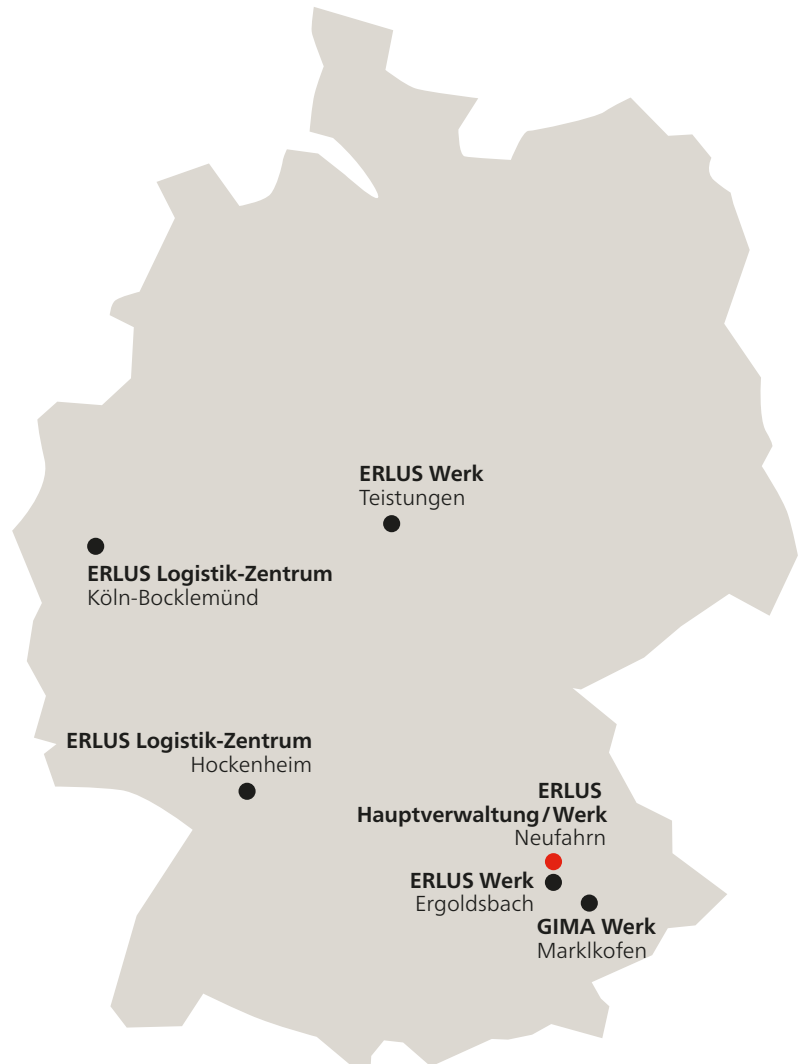 ERLUS Werk
Teistungen
ERLUS Logistik-Zentrum
Köln-Bocklemünd
ERLUS Logistik-Zentrum
Hockenheim
ERLUS
Hauptverwaltung/Werk
Neufahrn
ERLUS Werk
Ergoldsbach
GIMA Werk
Marklkofen